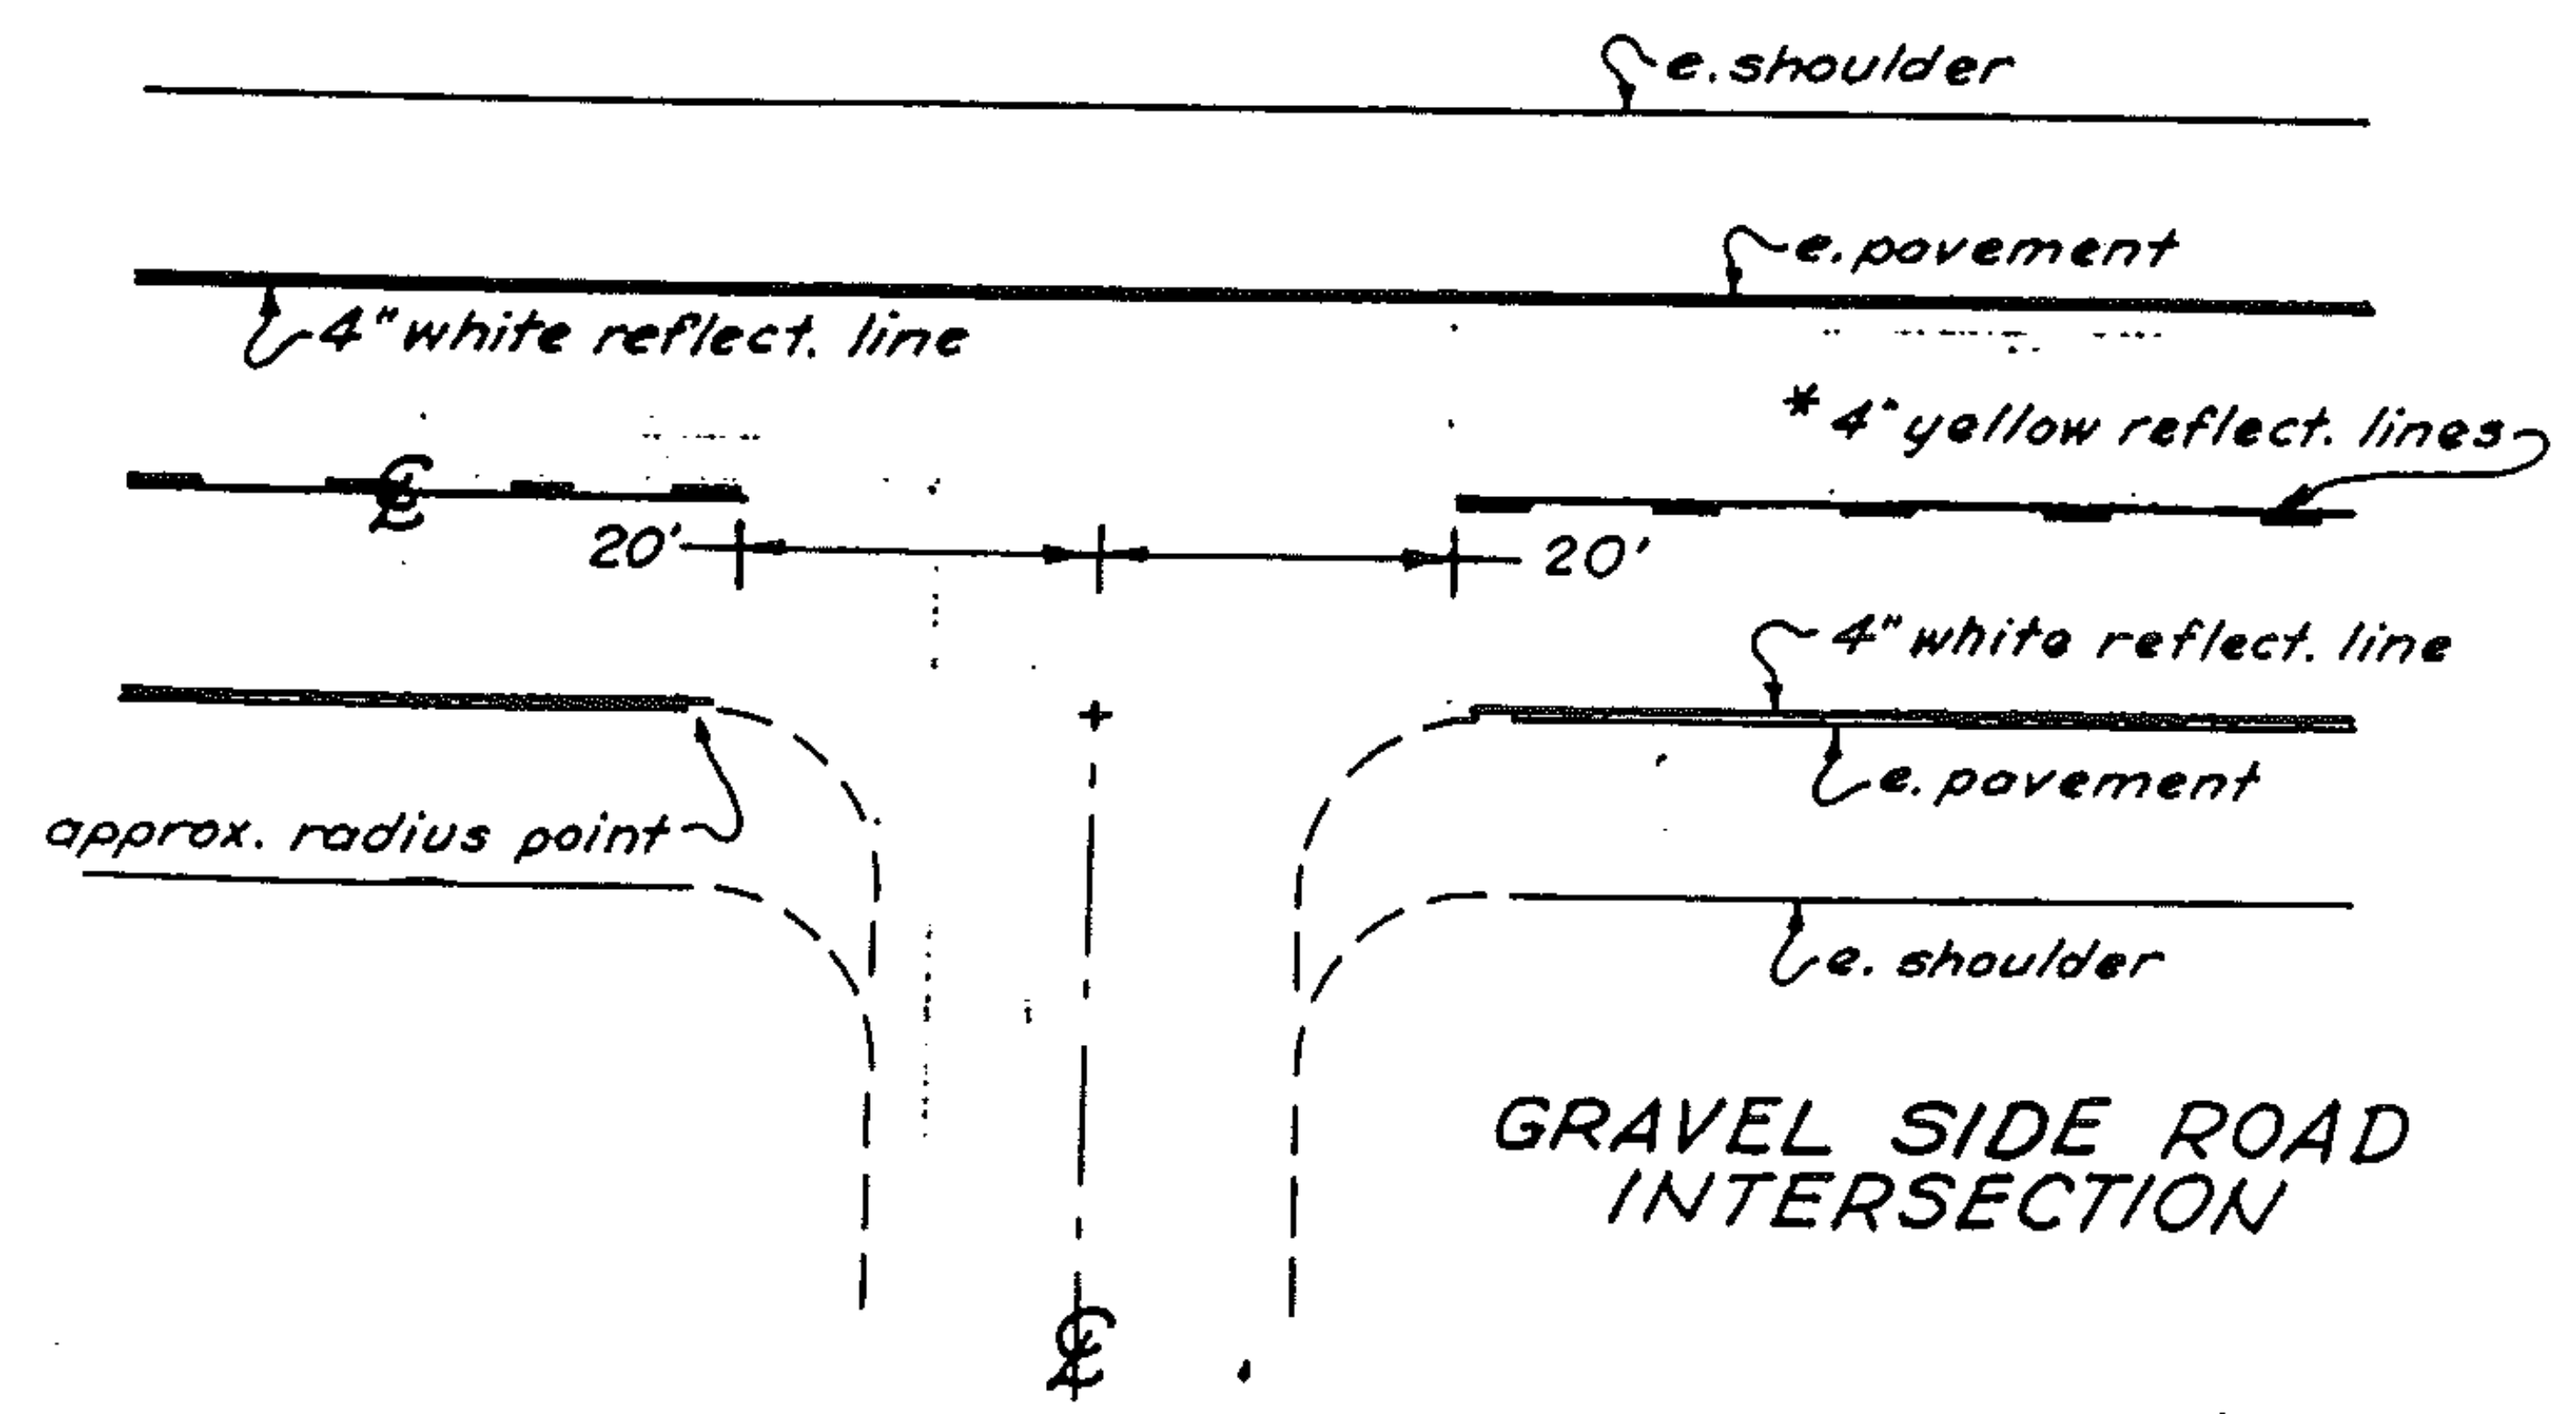 e. shoulder
e. pavement
4" white reflect. line
* 4" yellow reflect. lines
℄
20'
20'
4" white reflect. line
e. pavement
approx. radius point
e. shoulder
GRAVEL SIDE ROAD
INTERSECTION
℄